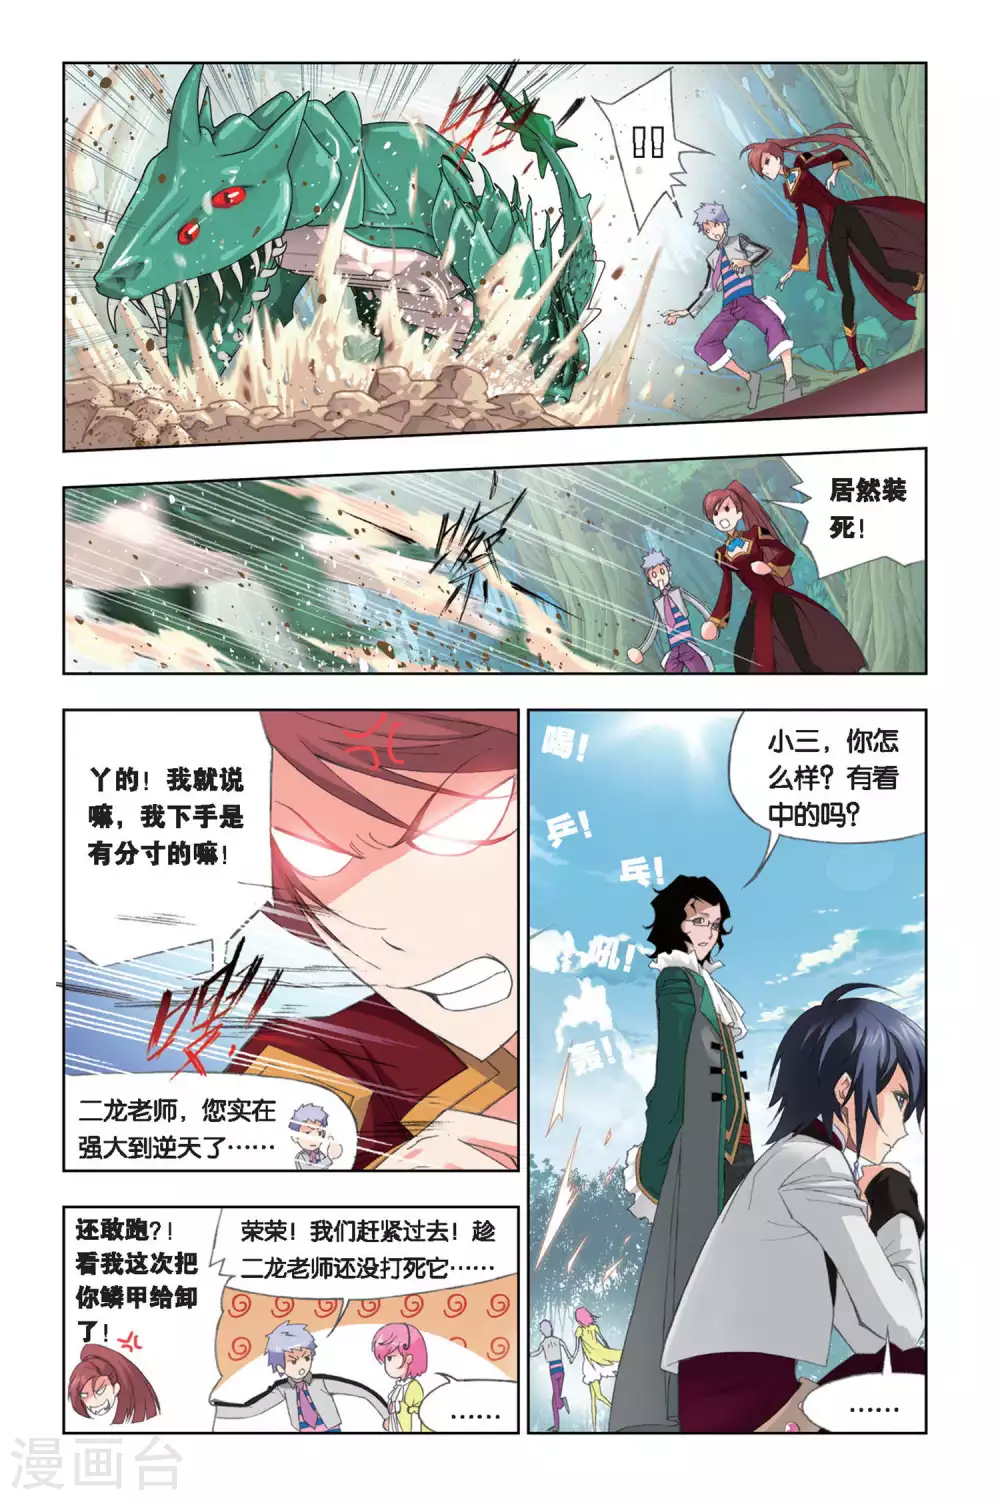 ！！
居然装
死！
丫的！我就说
嘛，我下手是
有分寸的嘛！
二龙老师，您实在
强大到逆天了……
小三，你怎
么样？有看
中的吗？
喝！
乒！
乓！
吼！
轰！
……
还敢跑？！
看我这次把
你鳞甲给卸
了！
荣荣！我们赶紧过去！趁
二龙老师还没打死它……
……
漫画台